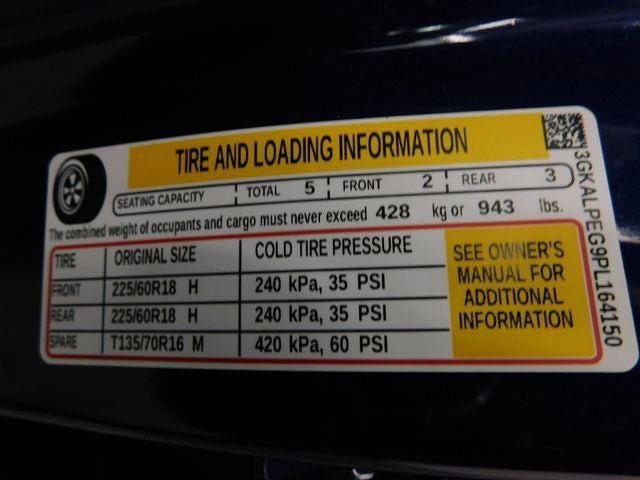 TIRE AND LOADING INFORMATION
SEATING CAPACITY TOTAL 5 FRONT 2 REAR 3
The combined weight of occupants and cargo must never exceed 428 kg or 943 lbs.
TIRE ORIGINAL SIZE COLD TIRE PRESSURE
FRONT 225/60R18 H 240 kPa, 35 PSI
REAR 225/60R18 H 240 kPa, 35 PSI
SPARE T135/70R16 M 420 kPa, 60 PSI
SEE OWNER'S
MANUAL FOR
ADDITIONAL
INFORMATION
3GKALPEG9PL164150